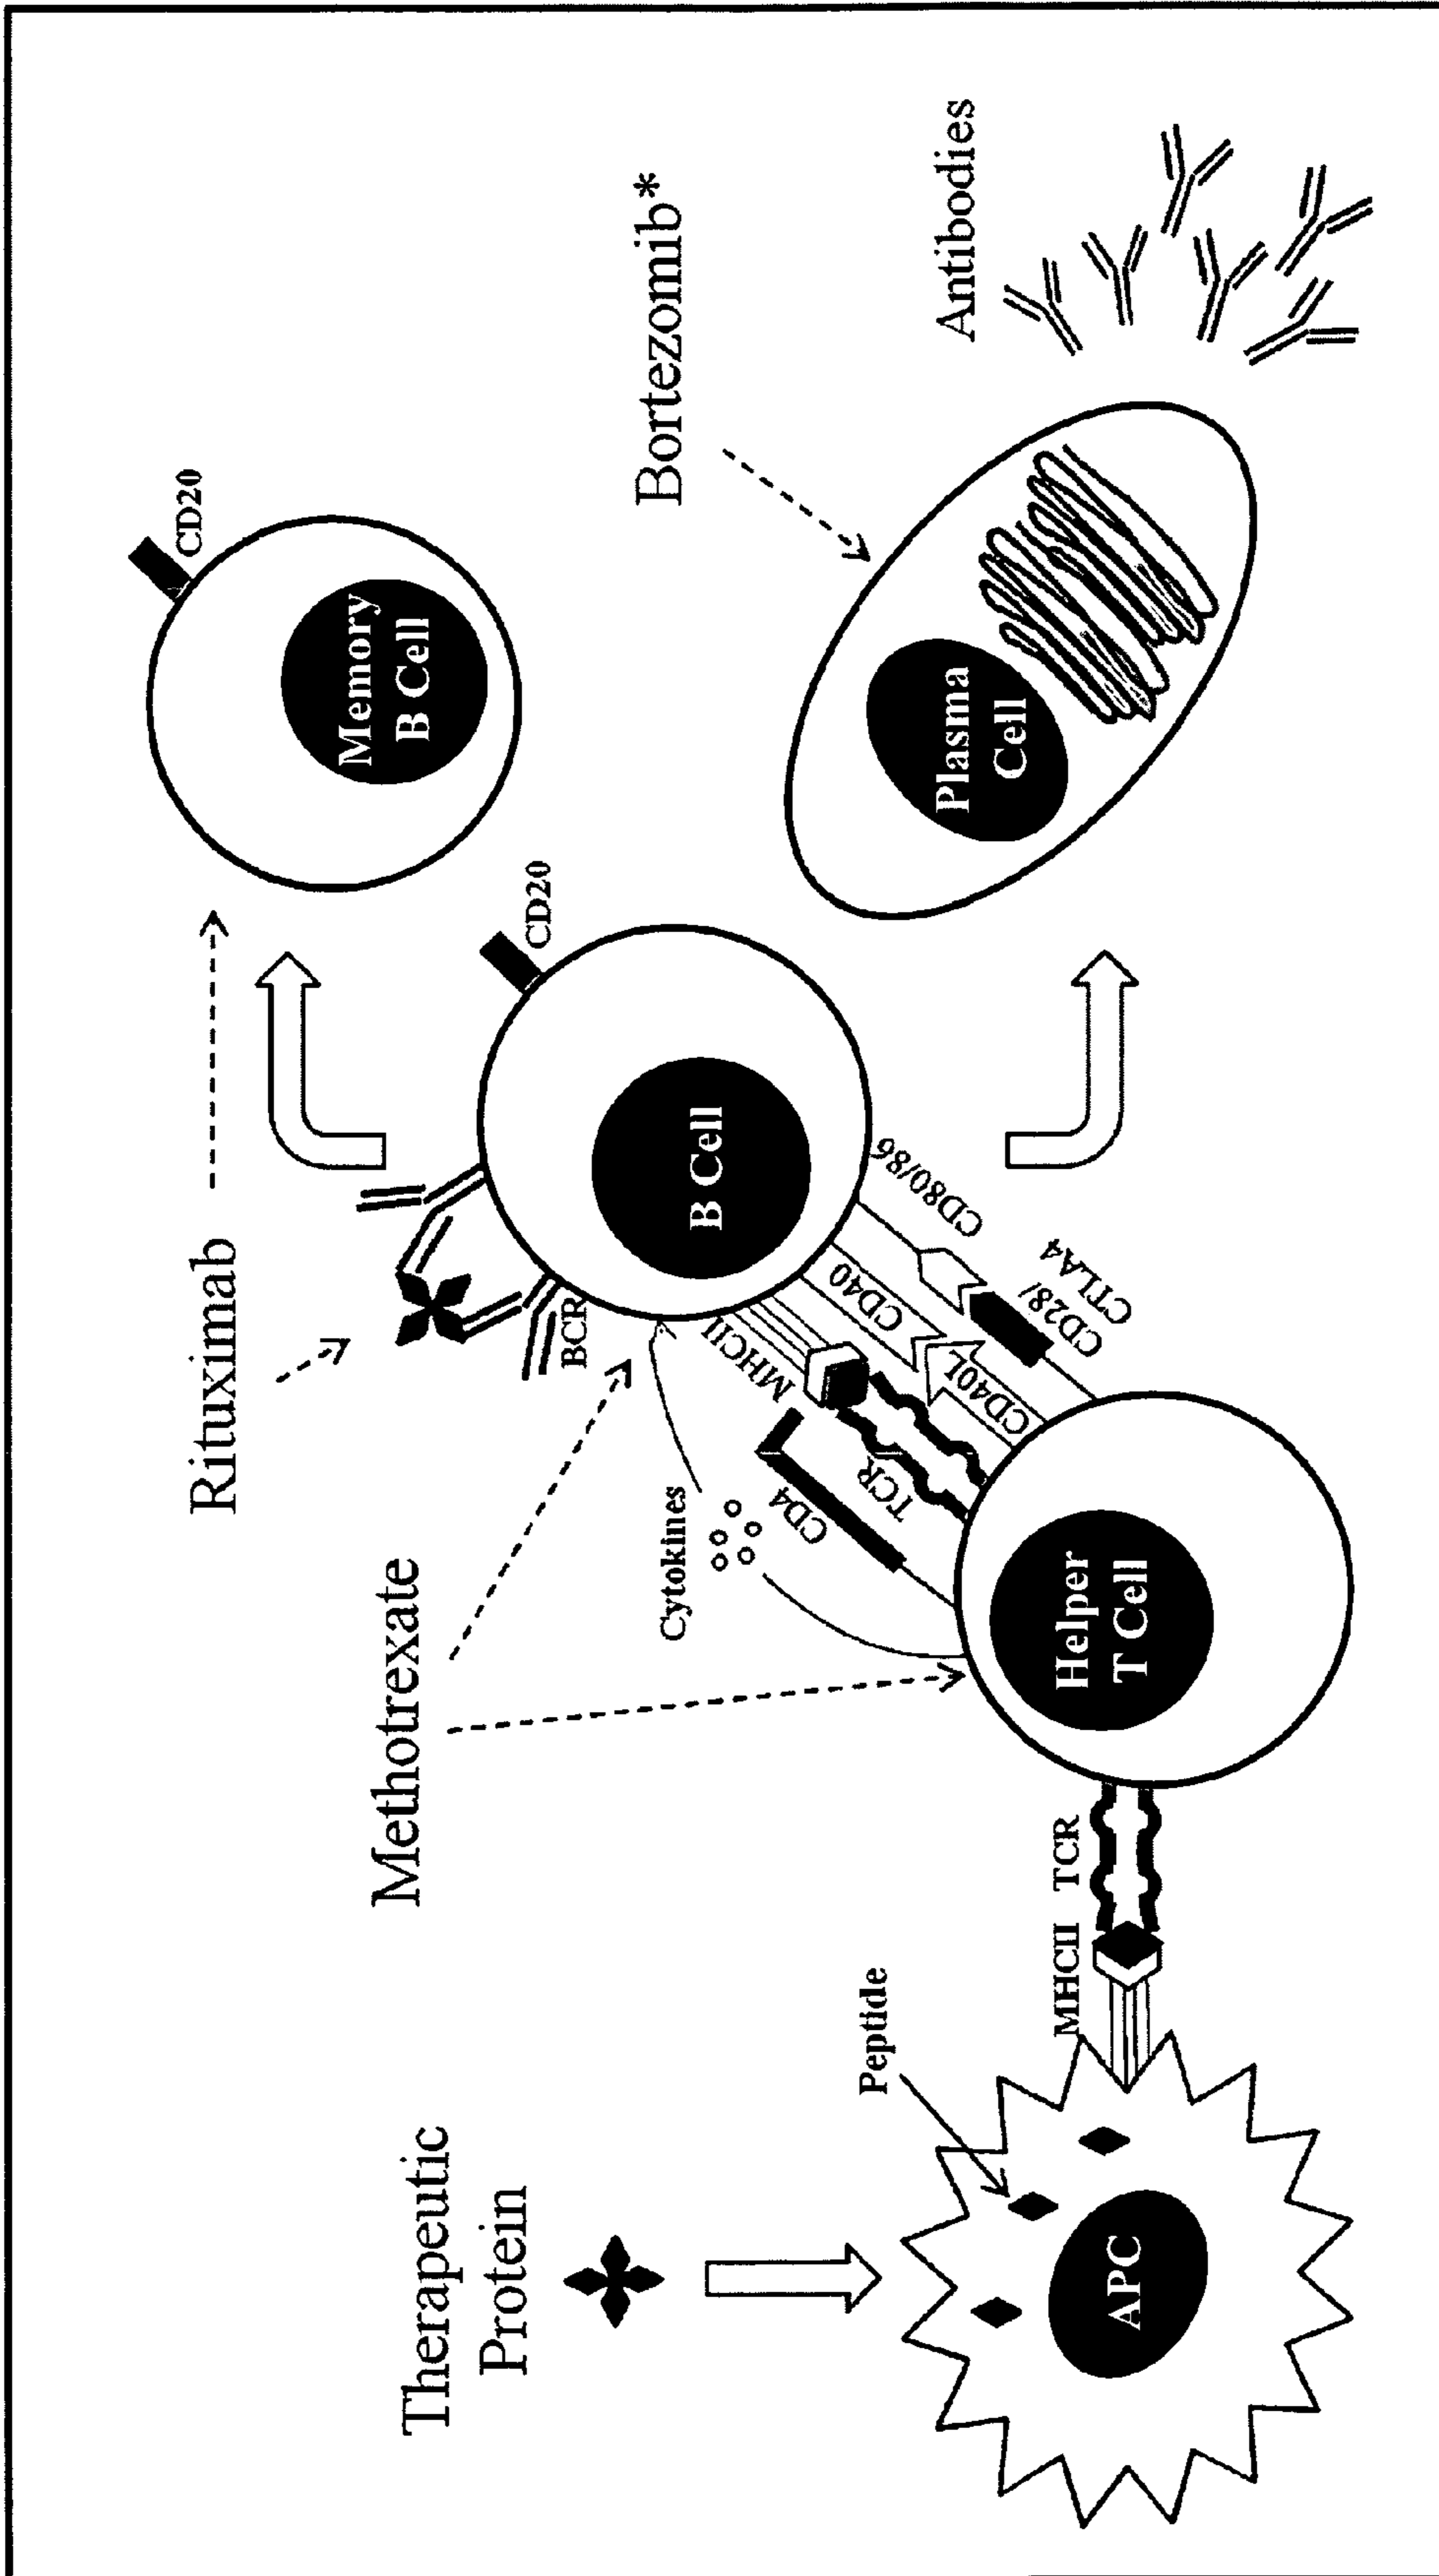 Therapeutic
Protein
Peptide
APC
MHCII
TCR
Methotrexate
Helper
T Cell
Cytokines
CD4
TCR
MHCII
CD40L
CD40
CD28/
CTLA4
CD80/86
Rituximab
BCR
B Cell
CD20
Memory
B Cell
CD20
Bortezomib*
Plasma
Cell
Antibodies